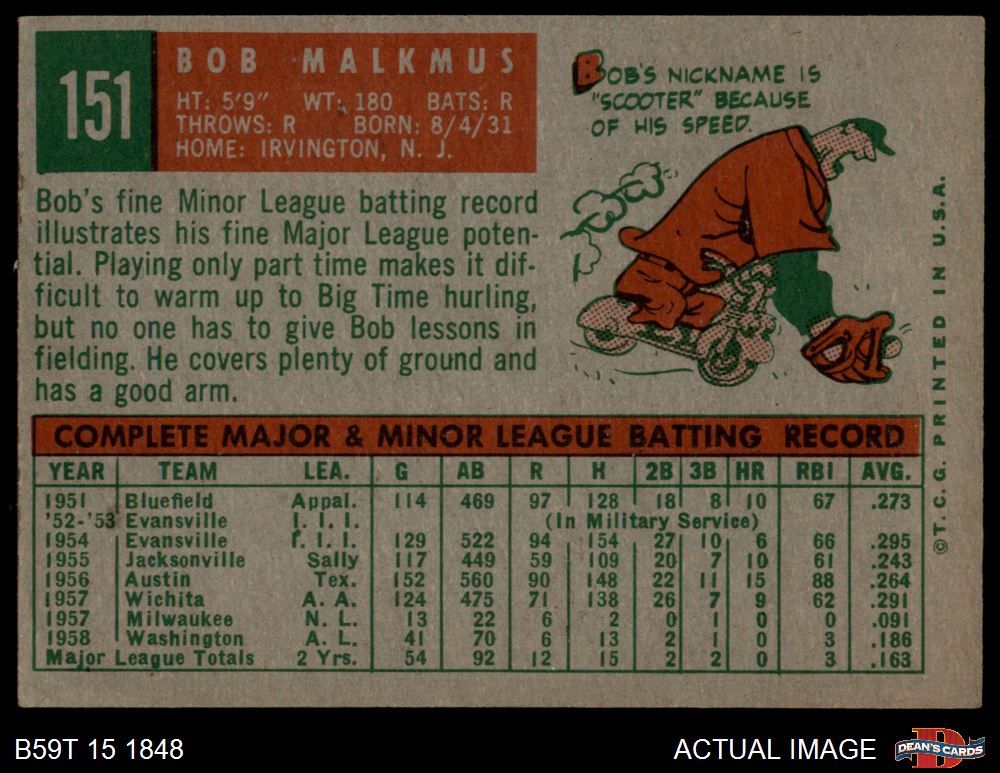 151
BOB MALKMUS
HT: 5'9" WT: 180 BATS: R
THROWS: R BORN: 8/4/31
HOME: IRVINGTON, N. J.
BOB'S NICKNAME IS
"SCOOTER" BECAUSE
OF HIS SPEED.
Bob's fine Minor League batting record
illustrates his fine Major League poten-
tial. Playing only part time makes it dif-
ficult to warm up to Big Time hurling,
but no one has to give Bob lessons in
fielding. He covers plenty of ground and
has a good arm.
COMPLETE MAJOR & MINOR LEAGUE BATTING RECORD
YEAR TEAM LEA. G AB R H 2B 3B HR RBI AVG.
1951 Bluefield Appal. 114 469 97 128 18 8 10 67 .273
'52-'53 Evansville I. I. I. (In Military Service)
1954 Evansville I. I. I. 129 522 94 154 27 10 6 66 .295
1955 Jacksonville Sally 117 449 59 109 20 7 10 61 .243
1956 Austin Tex. 152 560 90 148 22 11 15 88 .264
1957 Wichita A. A. 124 475 71 138 26 7 9 62 .291
1957 Milwaukee N. L. 13 22 6 2 0 1 0 0 .091
1958 Washington A. L. 41 70 6 13 2 1 0 3 .186
Major League Totals 2 Yrs. 54 92 12 15 2 2 0 3 .163
©T.C.G. PRINTED IN U.S.A.
B59T 15 1848
ACTUAL IMAGE
D
DEAN'S CARDS